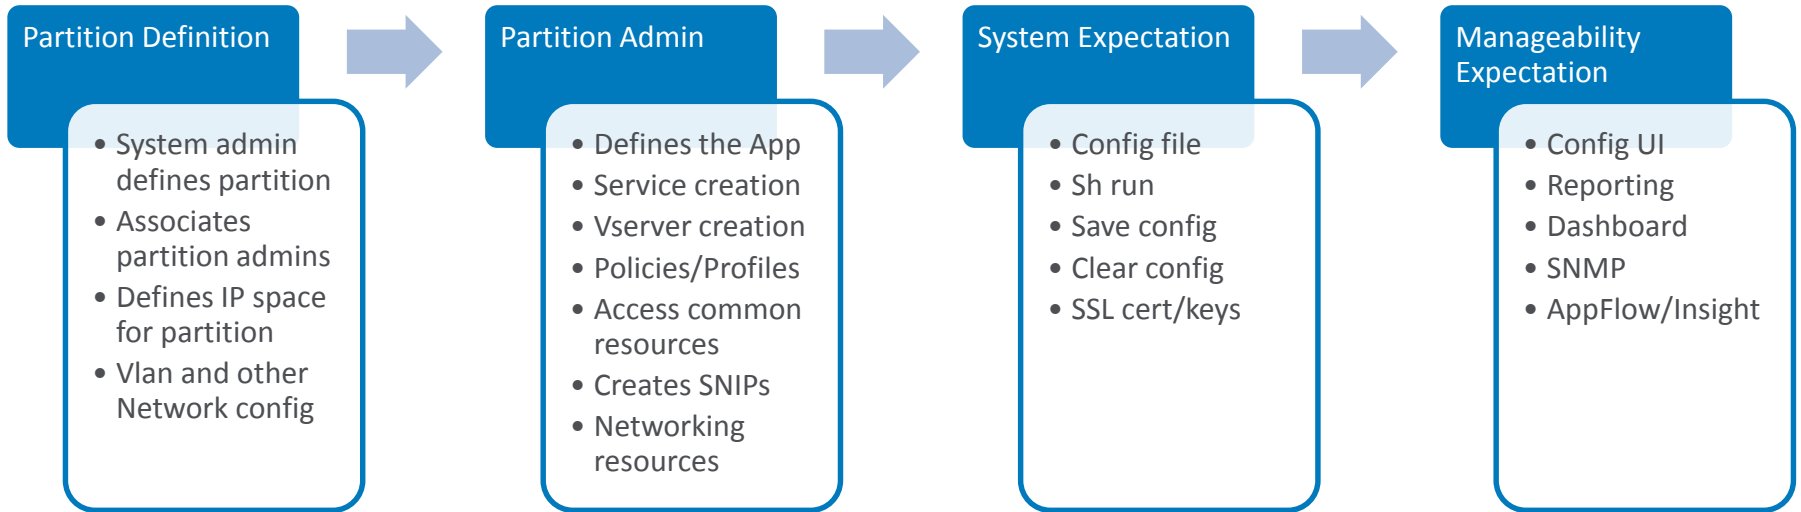 Partition Definition
• System admin
defines partition
• Associates
partition admins
• Defines IP space
for partition
• Vlan and other
Network config
Partition Admin
• Defines the App
• Service creation
• Vserver creation
• Policies/Profiles
• Access common
resources
• Creates SNIPs
• Networking
resources
System Expectation
• Config file
• Sh run
• Save config
• Clear config
• SSL cert/keys
Manageability
Expectation
• Config UI
• Reporting
• Dashboard
• SNMP
• AppFlow/Insight